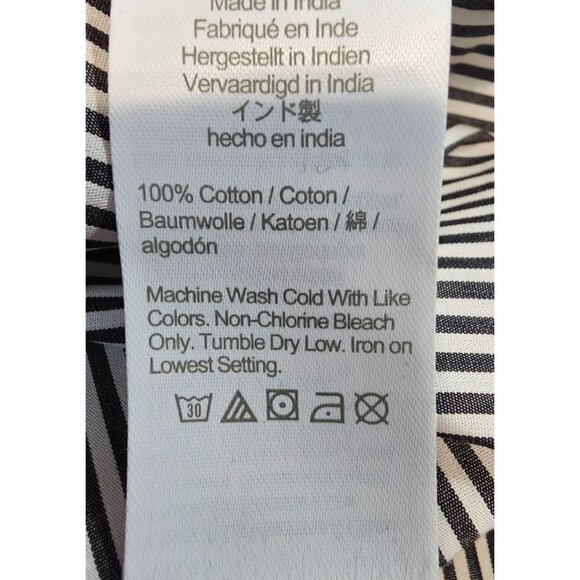 Made in India
Fabriqué en Inde
Hergestellt in Indien
Vervaardigd in India
インド製
hecho en india
100% Cotton / Coton /
Baumwolle / Katoen / 綿 /
algodón
Machine Wash Cold With Like
Colors. Non-Chlorine Bleach
Only. Tumble Dry Low. Iron on
Lowest Setting.
30